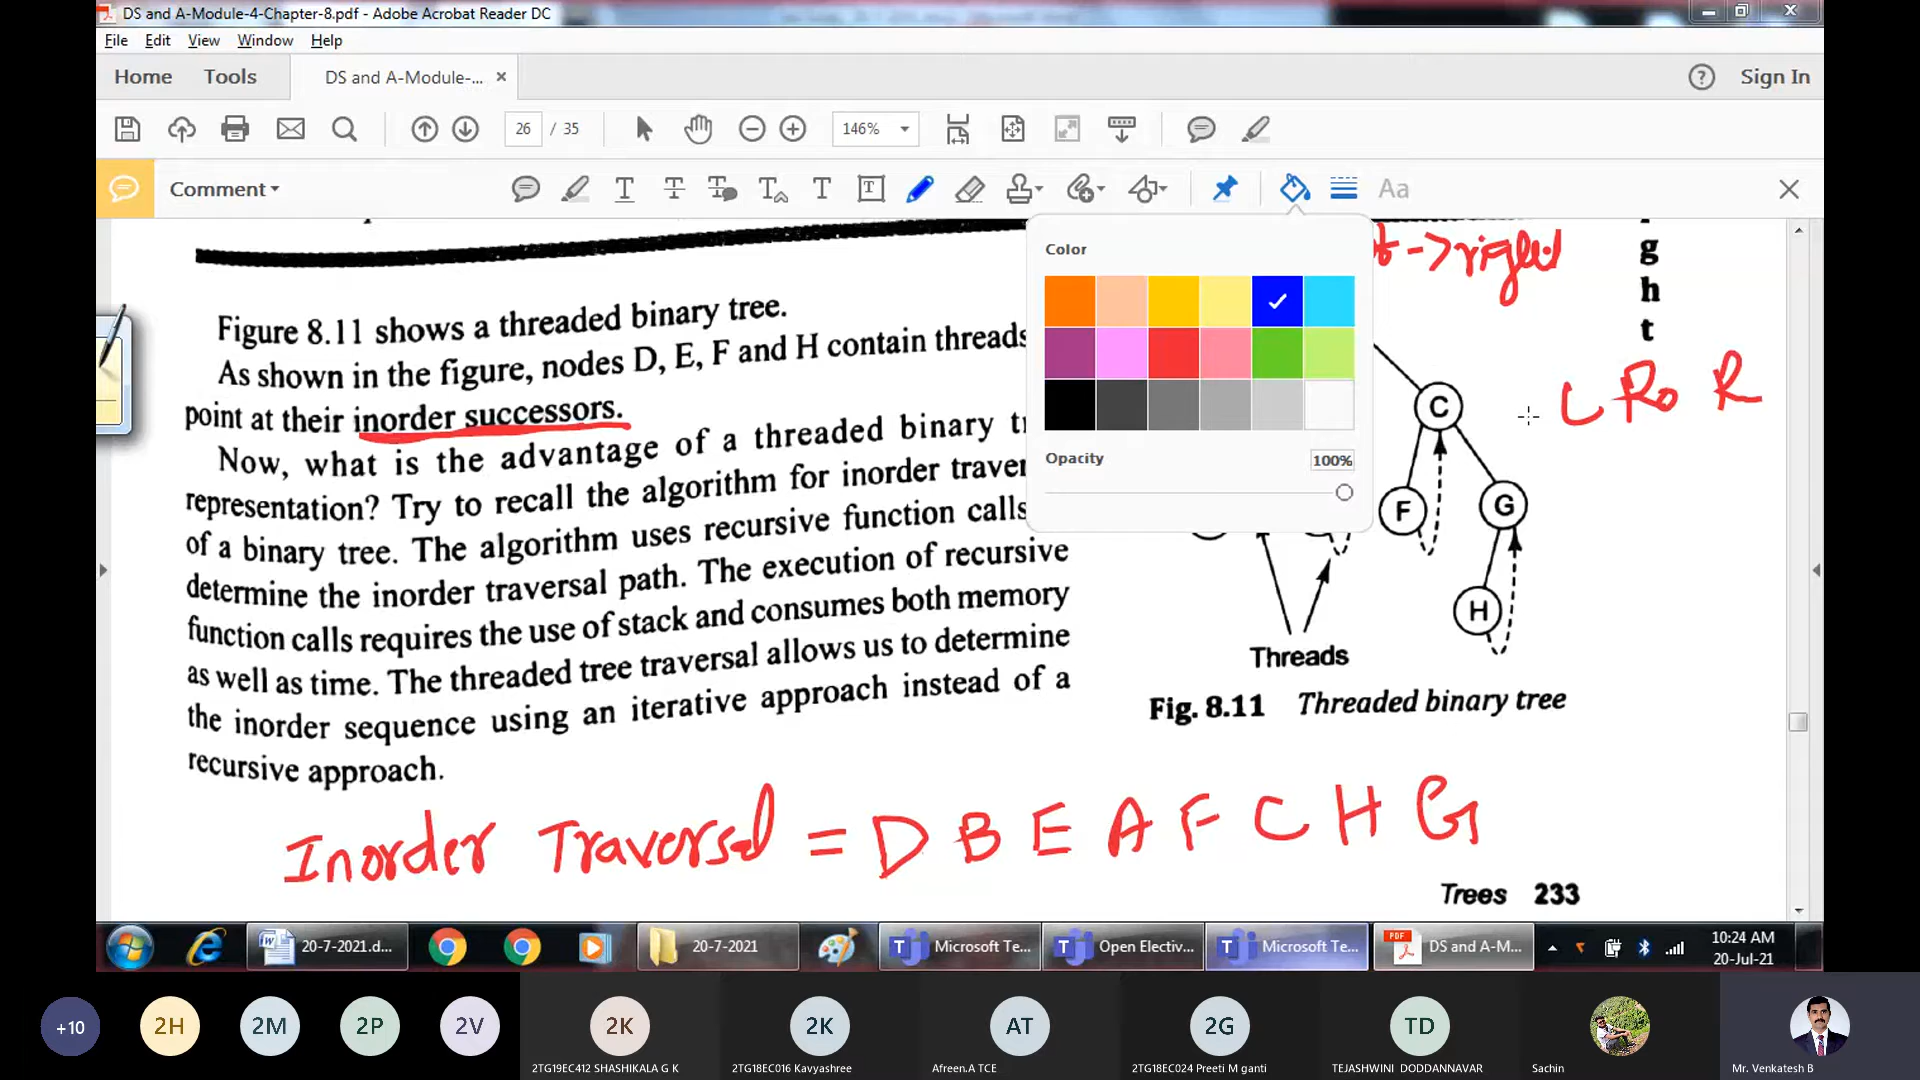 DS and A-Module-4-Chapter-8.pdf - Adobe Acrobat Reader DC
File Edit View Window Help
Home Tools DS and A-Module-... × Sign In
26 / 35 146%
Comment
Color
Opacity
100%
->right
g
h
t
L Ro R
Figure 8.11 shows a threaded binary tree.
As shown in the figure, nodes D, E, F and H contain threads
point at their inorder successors.
Now, what is the advantage of a threaded binary
representation? Try to recall the algorithm for inorder
of a binary tree. The algorithm uses recursive function calls
determine the inorder traversal path. The execution of recursive
function calls requires the use of stack and consumes both memory
as well as time. The threaded tree traversal allows us to determine
the inorder sequence using an iterative approach instead of a
recursive approach.
C
F G
H
Threads
Fig. 8.11 Threaded binary tree
Inorder Traversal = D B E A F C H G
Trees 233
20-7-2021.d... 20-7-2021 Microsoft Te... Open Electiv... Microsoft Te... DS and A-M...
10:24 AM
20-Jul-21
+10 2H 2M 2P 2V 2K 2K AT 2G TD
2TG19EC412 SHASHIKALA G K 2TG18EC016 Kavyashree Afreen.A TCE 2TG18EC024 Preeti M ganti TEJASHWINI DODDANNAVAR Sachin Mr. Venkatesh B